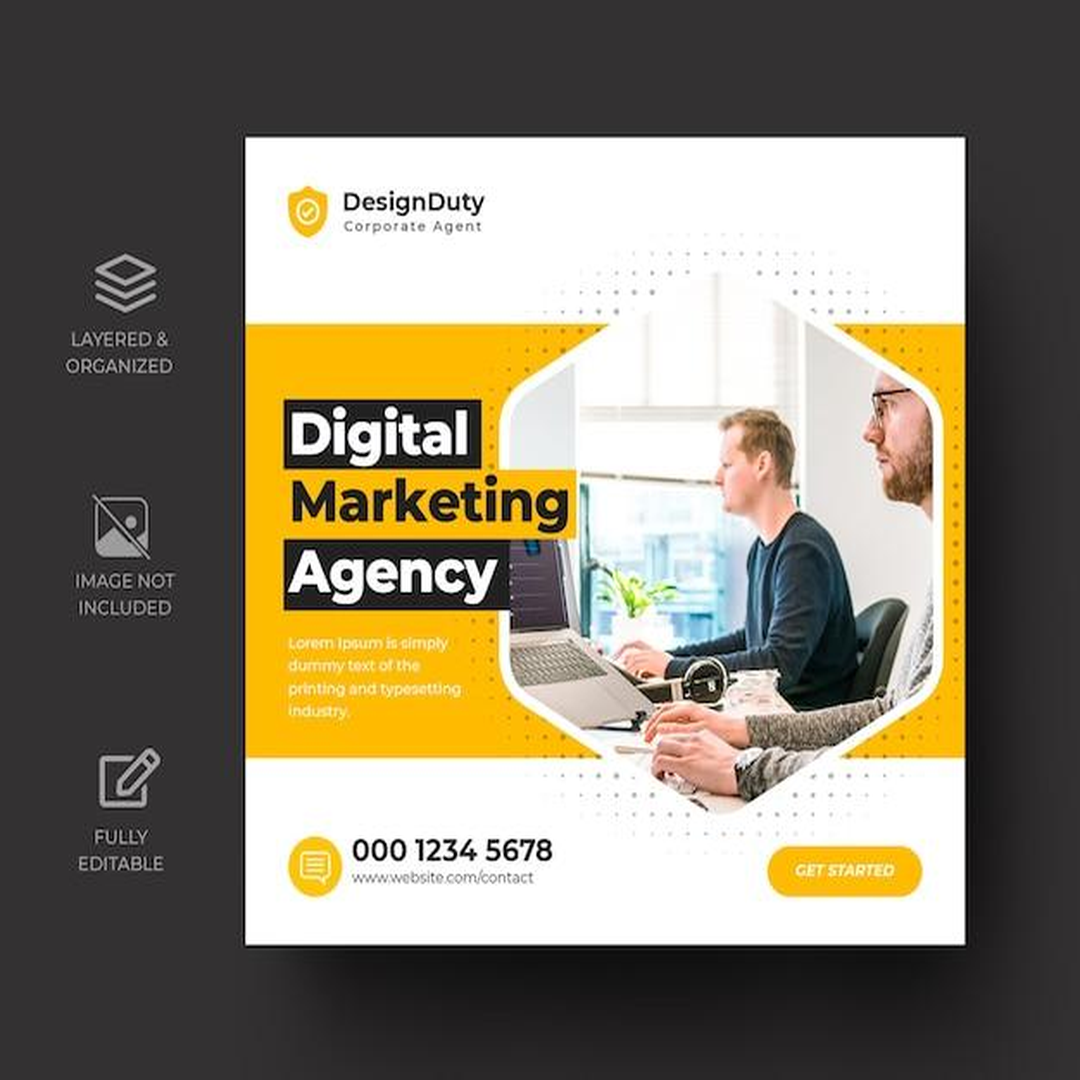 DesignDuty
Corporate Agent
LAYERED &
ORGANIZED
Digital
Marketing
Agency
IMAGE NOT
INCLUDED
Lorem Ipsum is simply
dummy text of the
printing and typesetting
industry.
FULLY
EDITABLE
000 1234 5678
www.website.com/contact
GET STARTED